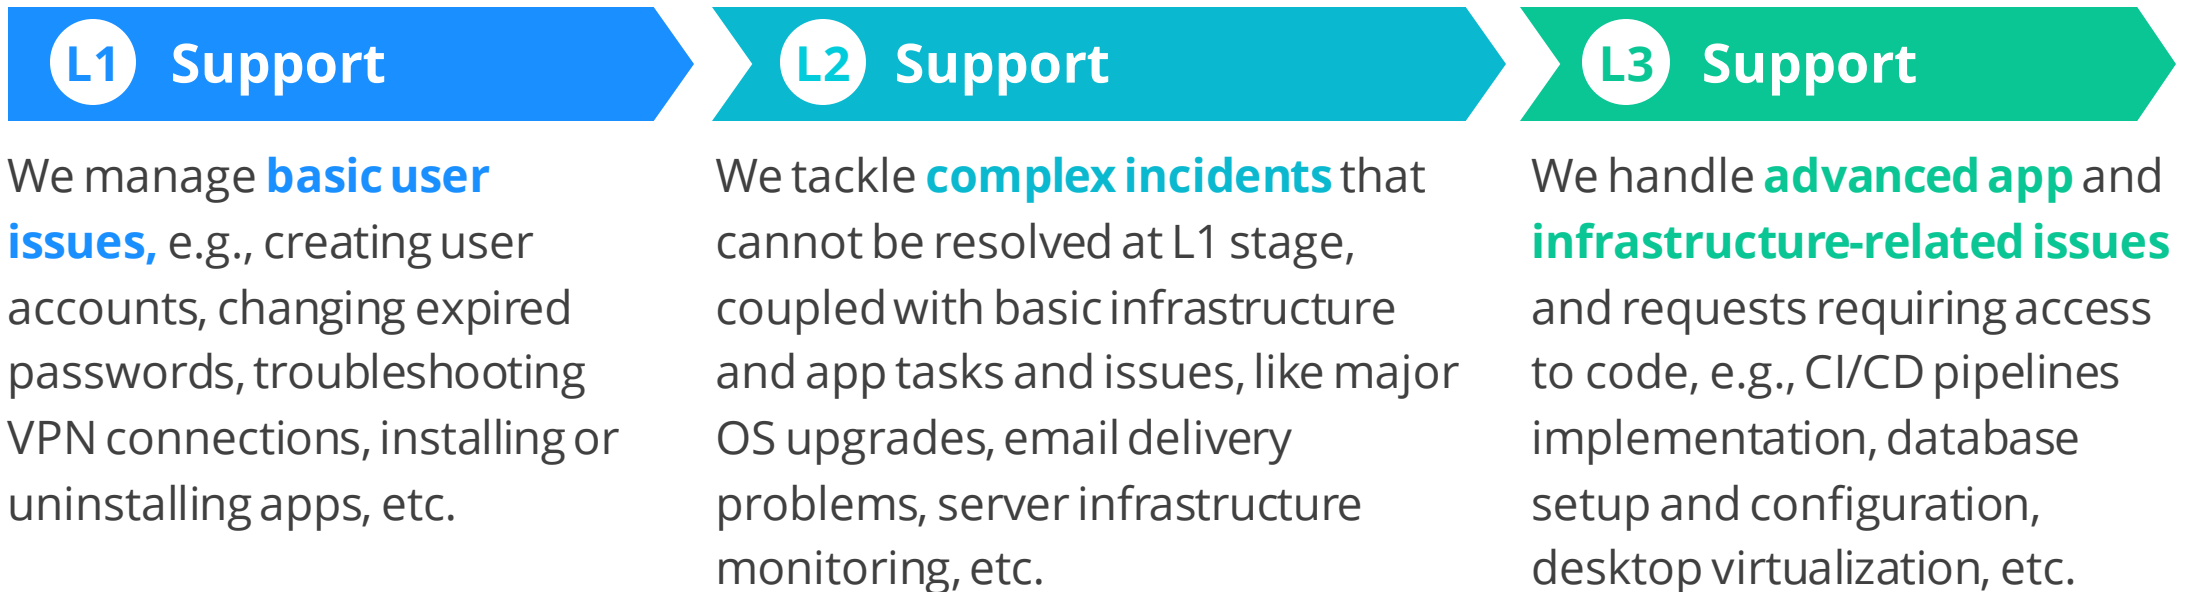 L1 Support
We manage basic user
issues, e.g., creating user
accounts, changing expired
passwords, troubleshooting
VPN connections, installing or
uninstalling apps, etc.
L2 Support
We tackle complex incidents that
cannot be resolved at L1 stage,
coupled with basic infrastructure
and app tasks and issues, like major
OS upgrades, email delivery
problems, server infrastructure
monitoring, etc.
L3 Support
We handle advanced app and
infrastructure-related issues
and requests requiring access
to code, e.g., CI/CD pipelines
implementation, database
setup and configuration,
desktop virtualization, etc.